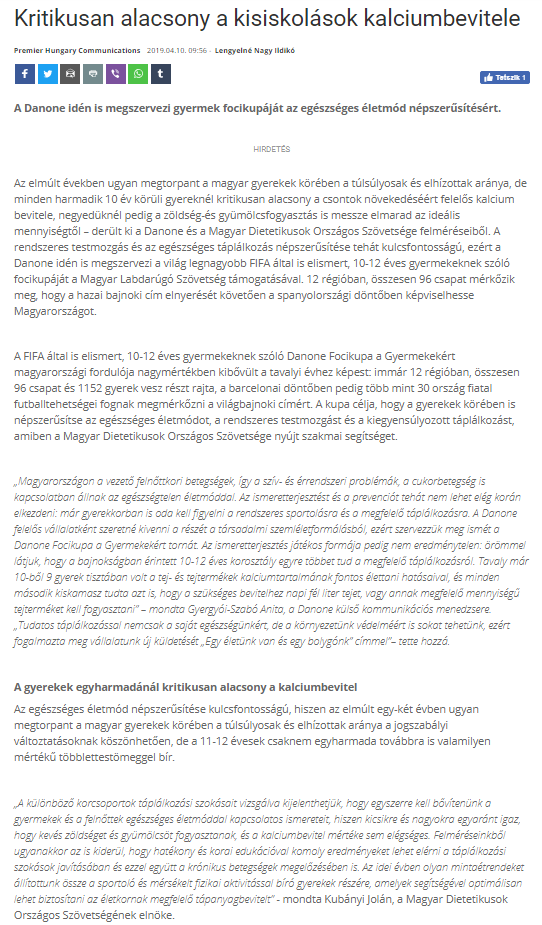 Kritikusan alacsony a kisiskolások kalciumbevitele
Premier Hungary Communications 2019.04.10. 09:56 - Lengyelné Nagy Ildikó
Tetszik 1
A Danone idén is megszervezi gyermek focikupáját az egészséges életmód népszerűsítésért.
HIRDETÉS
Az elmúlt években ugyan megtorpant a magyar gyerekek körében a túlsúlyosak és elhízottak aránya, de
minden harmadik 10 év körüli gyereknél kritikusan alacsony a csontok növekedéséért felelős kalcium
bevitele, negyedüknél pedig a zöldség-és gyümölcsfogyasztás is messze elmarad az ideális
mennyiségtől – derült ki a Danone és a Magyar Dietetikusok Országos Szövetsége felméréseiből. A
rendszeres testmozgás és az egészséges táplálkozás népszerűsítése tehát kulcsfontosságú, ezért a
Danone idén is megszervezi a világ legnagyobb FIFA által is elismert, 10-12 éves gyermekeknek szóló
focikupáját a Magyar Labdarúgó Szövetség támogatásával. 12 régióban, összesen 96 csapat mérkőzik
meg, hogy a hazai bajnoki cím elnyerését követően a spanyolországi döntőben képviselhesse
Magyarországot.
A FIFA által is elismert, 10-12 éves gyermekeknek szóló Danone Focikupa a Gyermekekért
magyarországi fordulója nagymértékben kibővült a tavalyi évhez képest: immár 12 régióban, összesen
96 csapat és 1152 gyerek vesz részt rajta, a barcelonai döntőben pedig több mint 30 ország fiatal
futballtehetségei fognak megmérkőzni a világbajnoki címért. A kupa célja, hogy a gyerekek körében is
népszerűsítse az egészséges életmódot, a rendszeres testmozgást és a kiegyensúlyozott táplálkozást,
amiben a Magyar Dietetikusok Országos Szövetsége nyújt szakmai segítséget.
„Magyarországon a vezető felnőttkori betegségek, így a szív- és érrendszeri problémák, a cukorbetegség is
kapcsolatban állnak az egészségtelen életmóddal. Az ismeretterjesztést és a prevenciót tehát nem lehet elég korán
elkezdeni: már gyerekkorban is oda kell figyelni a rendszeres sportolásra és a megfelelő táplálkozásra. A Danone
felelős vállalatként szeretné kivenni a részét a társadalmi szemléletformálásból, ezért szervezzük meg ismét a
Danone Focikupa a Gyermekekért tornát. Az ismeretterjesztés játékos formája pedig nem eredménytelen: örömmel
látjuk, hogy a bajnokságban érintett 10-12 éves korosztály egyre többet tud a megfelelő táplálkozásról. Tavaly már
10-ből 9 gyerek tisztában volt a tej- és tejtermékek kalciumtartalmának fontos élettani hatásaival, és minden
második kiskamasz tudta azt is, hogy a szükséges bevitelhez napi fél liter tejet, vagy annak megfelelő mennyiségű
tejterméket kell fogyasztani” – mondta Gyergyói-Szabó Anita, a Danone külső kommunikációs menedzsere.
„Tudatos táplálkozással nemcsak a saját egészségünkért, de a környezetünk védelméért is sokat tehetünk, ezért
fogalmazta meg vállalatunk új küldetését „Egy életünk van és egy bolygónk” címmel”– tette hozzá.
A gyerekek egyharmadánál kritikusan alacsony a kalciumbevitel
Az egészséges életmód népszerűsítése kulcsfontosságú, hiszen az elmúlt egy-két évben ugyan
megtorpant a magyar gyerekek körében a túlsúlyosak és elhízottak aránya a jogszabályi
változtatásoknak köszönhetően, de a 11-12 évesek csaknem egyharmada továbbra is valamilyen
mértékű többlettestömeggel bír.
„A különböző korcsoportok táplálkozási szokásait vizsgálva kijelenthetjük, hogy egyszerre kell bővítenünk a
gyermekek és a felnőttek egészséges életmóddal kapcsolatos ismereteit, hiszen kicsikre és nagyokra egyaránt igaz,
hogy kevés zöldséget és gyümölcsöt fogyasztanak, és a kalciumbevitel mértéke sem elégséges. Felméréseinkből
ugyanakkor az is kiderül, hogy hatékony és korai edukációval komoly eredményeket lehet elérni a táplálkozási
szokások javításában és ezzel együtt a krónikus betegségek megelőzésében is. Az idei évben olyan mintaétrendeket
állítottunk össze a sportoló és mérsékelt fizikai aktivitással bíró gyerekek részére, amelyek segítségével optimálisan
lehet biztosítani az életkornak megfelelő tápanyagbevitelt” - mondta Kubányi Jolán, a Magyar Dietetikusok
Országos Szövetségének elnöke.